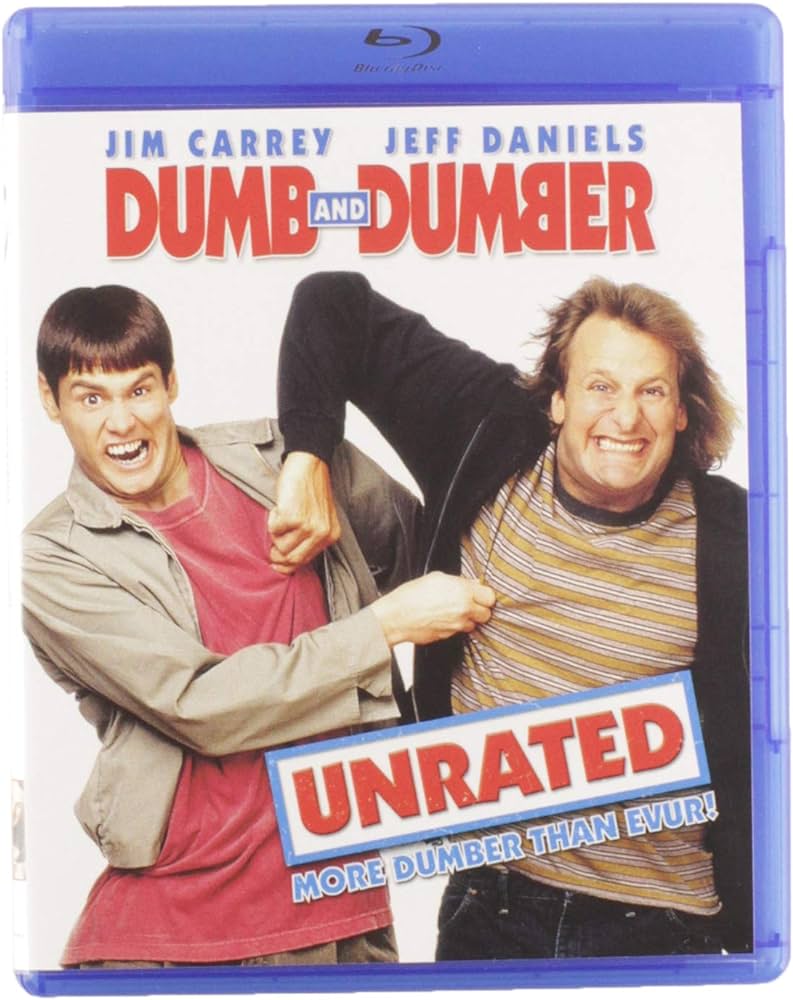 Blu-ray Disc
JIM CARREY JEFF DANIELS
DUMB AND DUMBER
UNRATED
MORE DUMBER THAN EVUR!